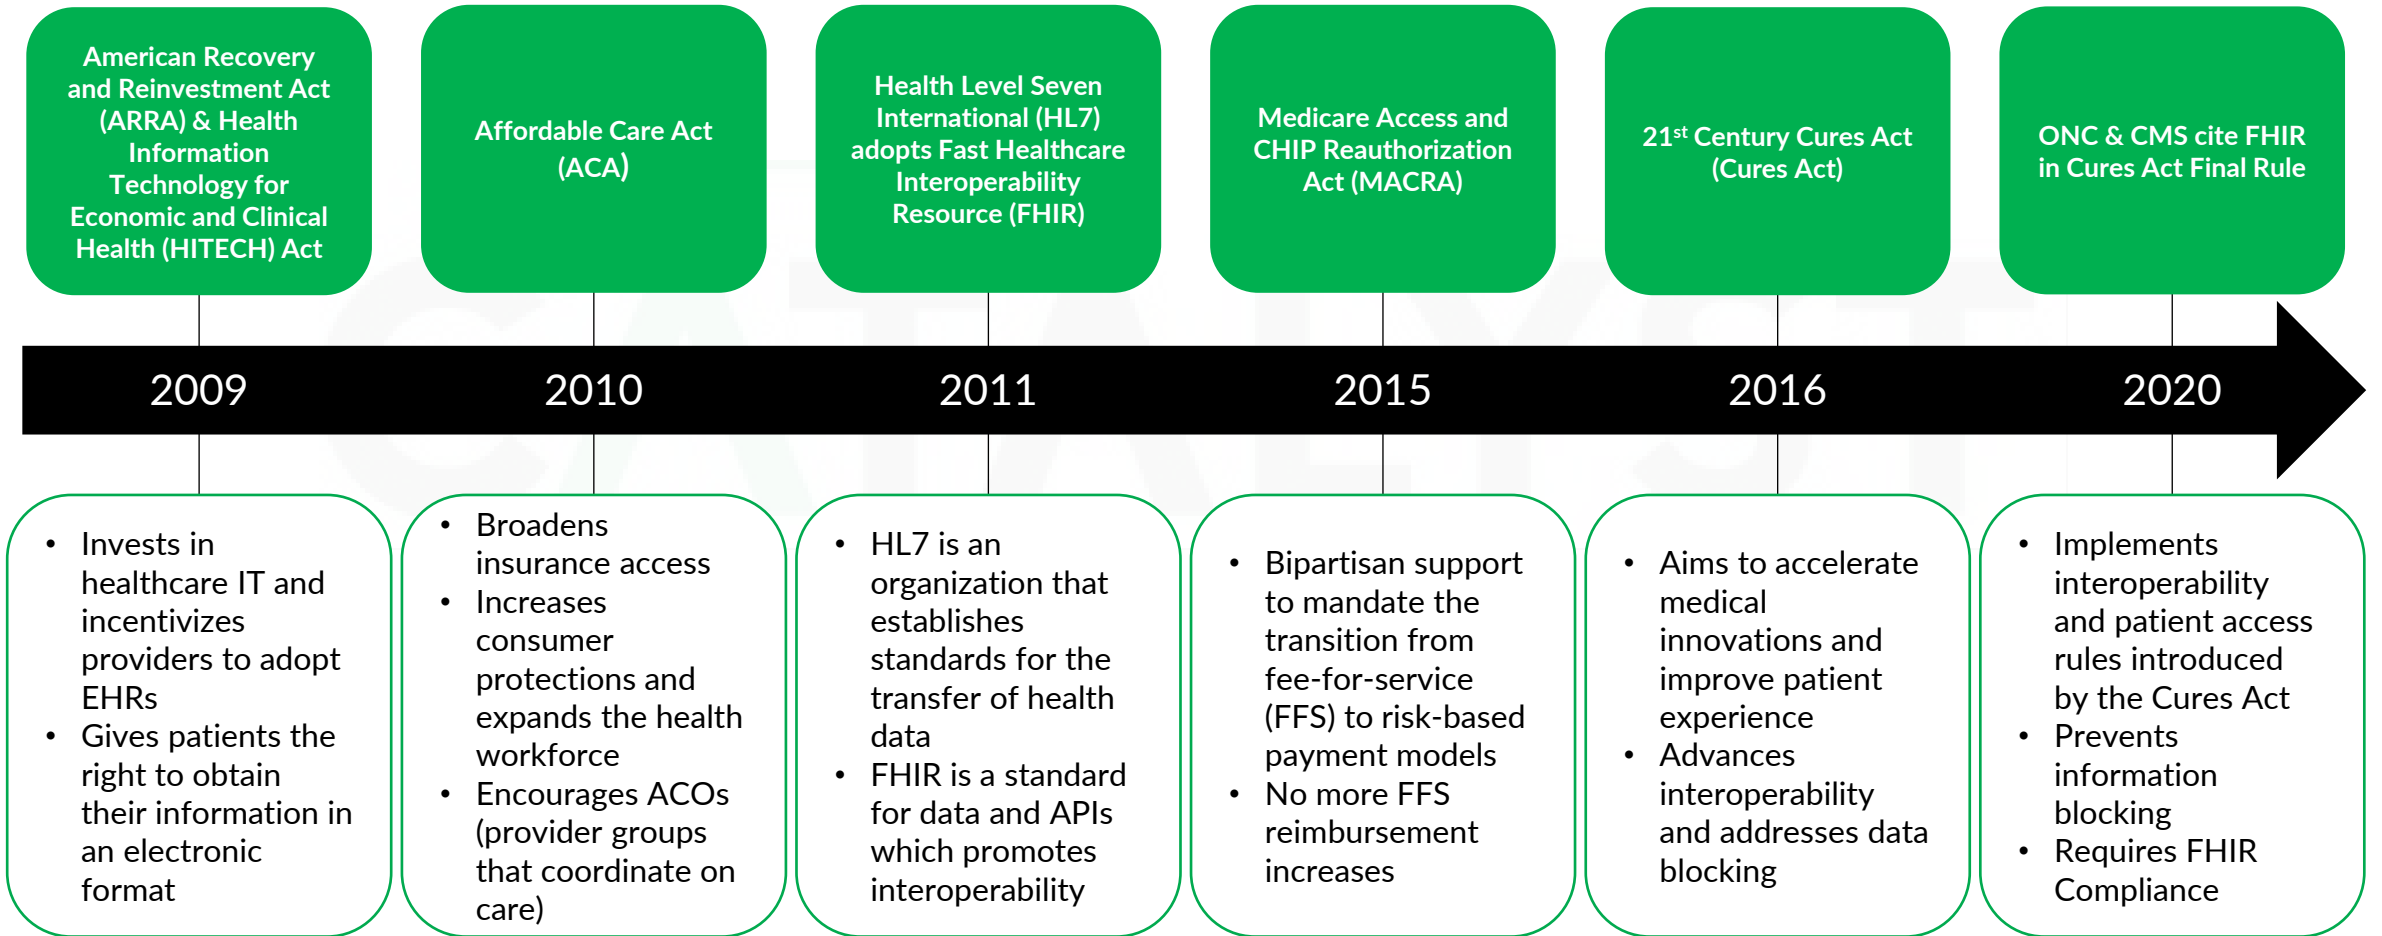 American Recovery
and Reinvestment Act
(ARRA) & Health
Information
Technology for
Economic and Clinical
Health (HITECH) Act
Affordable Care Act
(ACA)
Health Level Seven
International (HL7)
adopts Fast Healthcare
Interoperability
Resource (FHIR)
Medicare Access and
CHIP Reauthorization
Act (MACRA)
21st Century Cures Act
(Cures Act)
ONC & CMS cite FHIR
in Cures Act Final Rule
2009
2010
2011
2015
2016
2020
• Invests in
healthcare IT and
incentivizes
providers to adopt
EHRs
• Gives patients the
right to obtain
their information in
an electronic
format
• Broadens
insurance access
• Increases
consumer
protections and
expands the health
workforce
• Encourages ACOs
(provider groups
that coordinate on
care)
• HL7 is an
organization that
establishes
standards for the
transfer of health
data
• FHIR is a standard
for data and APIs
which promotes
interoperability
• Bipartisan support
to mandate the
transition from
fee-for-service
(FFS) to risk-based
payment models
• No more FFS
reimbursement
increases
• Aims to accelerate
medical
innovations and
improve patient
experience
• Advances
interoperability
and addresses data
blocking
• Implements
interoperability
and patient access
rules introduced
by the Cures Act
• Prevents
information
blocking
• Requires FHIR
Compliance
CATALYST